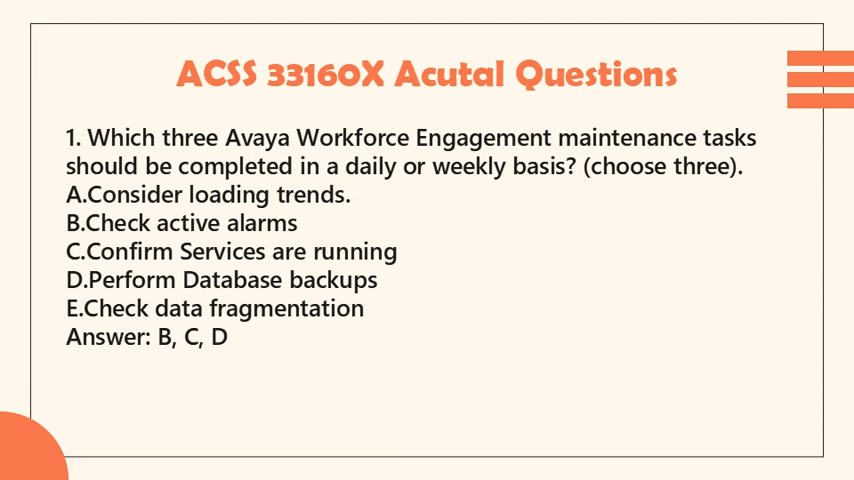 ACSS 33160X Acutal Questions
1. Which three Avaya Workforce Engagement maintenance tasks
should be completed in a daily or weekly basis? (choose three).
A.Consider loading trends.
B.Check active alarms
C.Confirm Services are running
D.Perform Database backups
E.Check data fragmentation
Answer: B, C, D